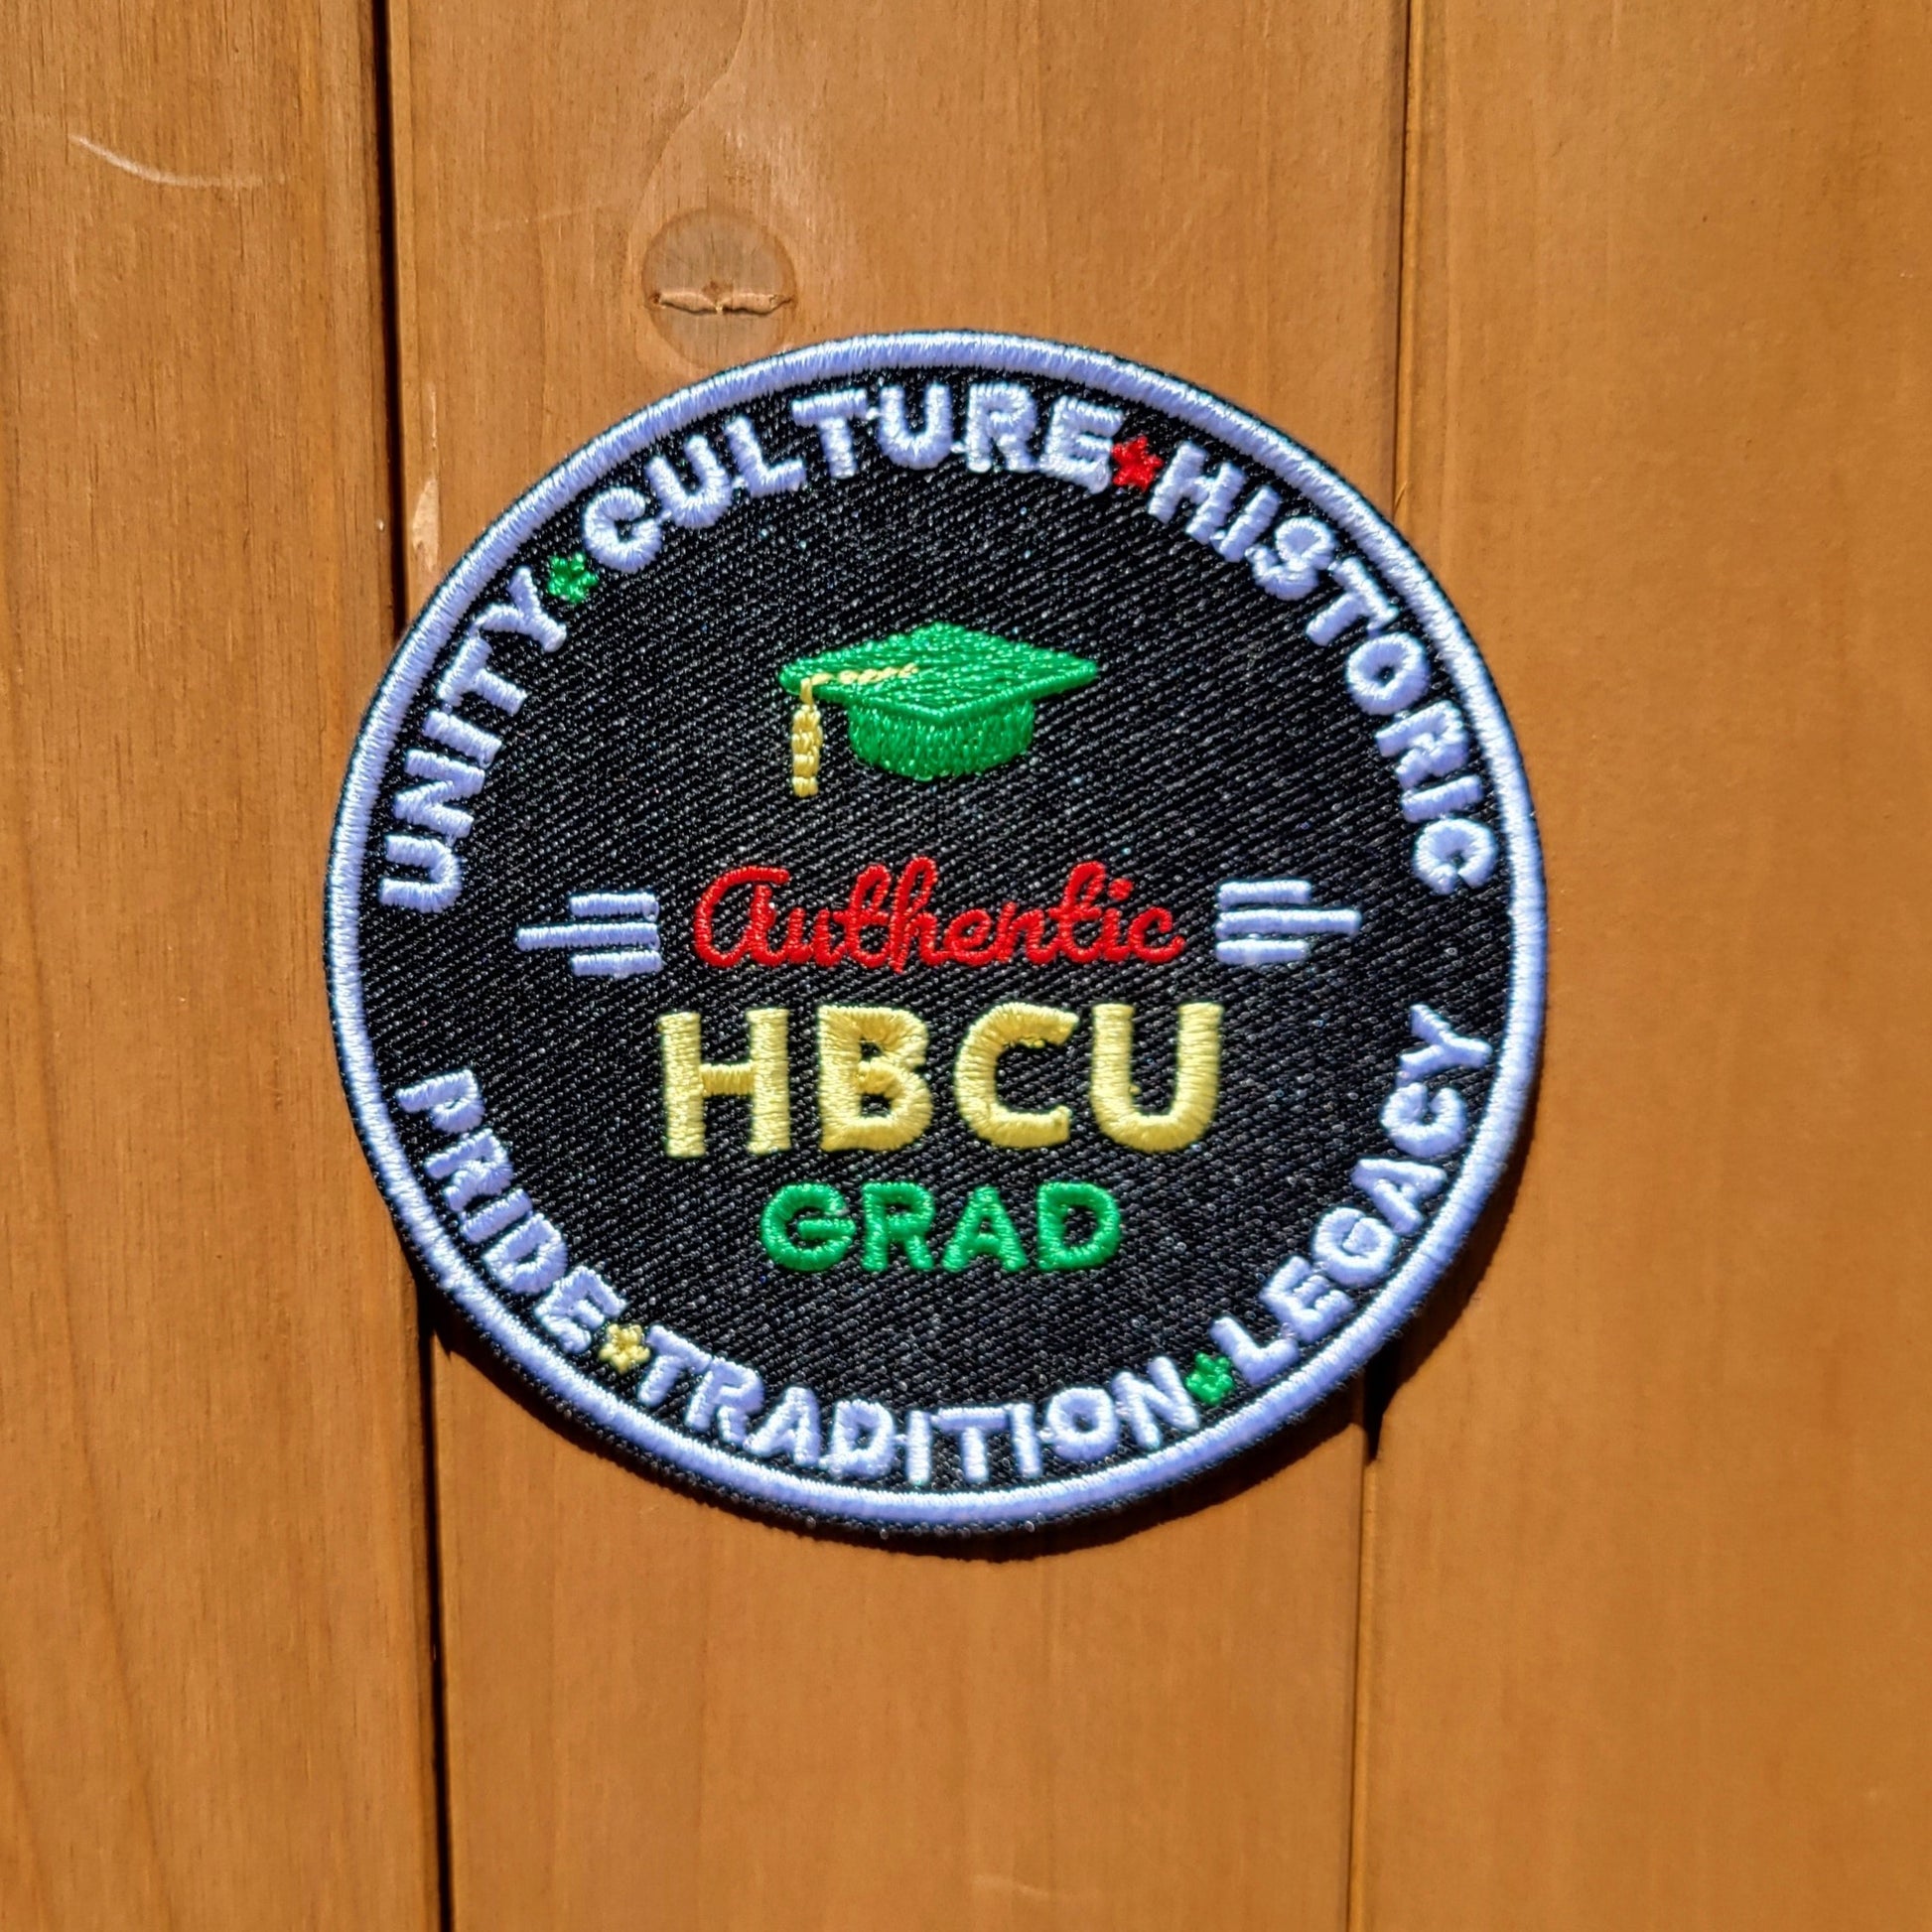 UNITY★CULTURE★HISTORIC
Authentic
HBCU
GRAD
PRIDE★TRADITION★LEGACY